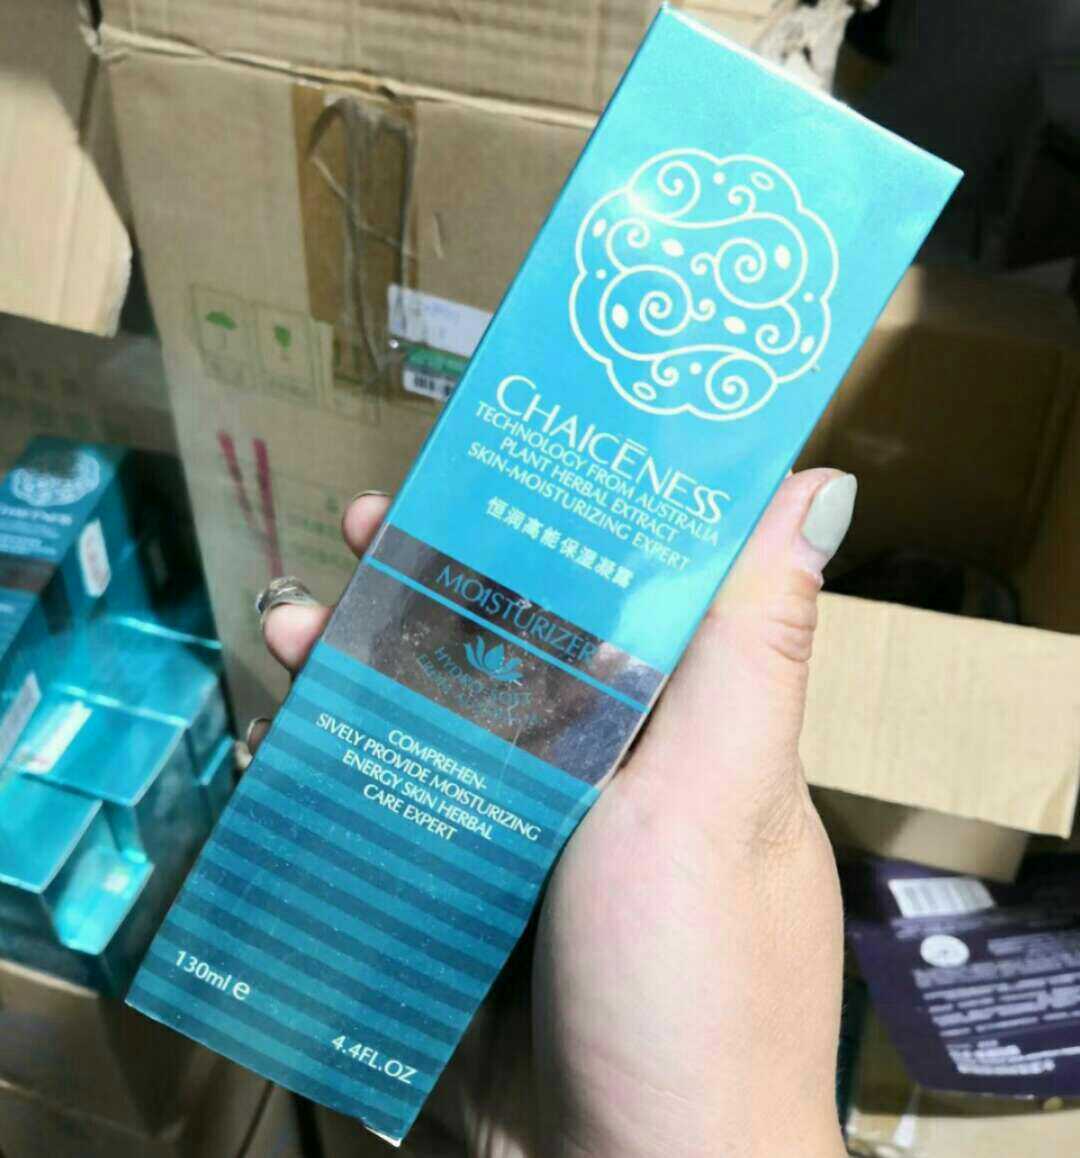 CHAICĒNESS
TECHNOLOGY FROM AUSTRALIA
PLANT HERBAL EXTRACT
SKIN-MOISTURIZING EXPERT
恒润高能保湿凝露
MOISTURIZER
COMPREHEN-
SIVELY PROVIDE MOISTURIZING
ENERGY SKIN HERBAL
CARE EXPERT
130ml e
4.4FL.OZ